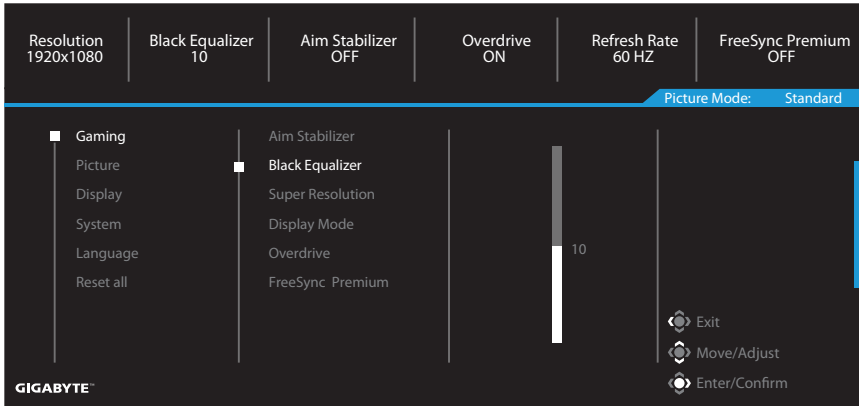 Resolution
1920x1080
Black Equalizer
10
Aim Stabilizer
OFF
Overdrive
ON
Refresh Rate
60 HZ
FreeSync Premium
OFF
Picture Mode: Standard
Gaming
Picture
Display
System
Language
Reset all
Aim Stabilizer
Black Equalizer
Super Resolution
Display Mode
Overdrive
FreeSync Premium
10
Exit
Move/Adjust
Enter/Confirm
GIGABYTE™